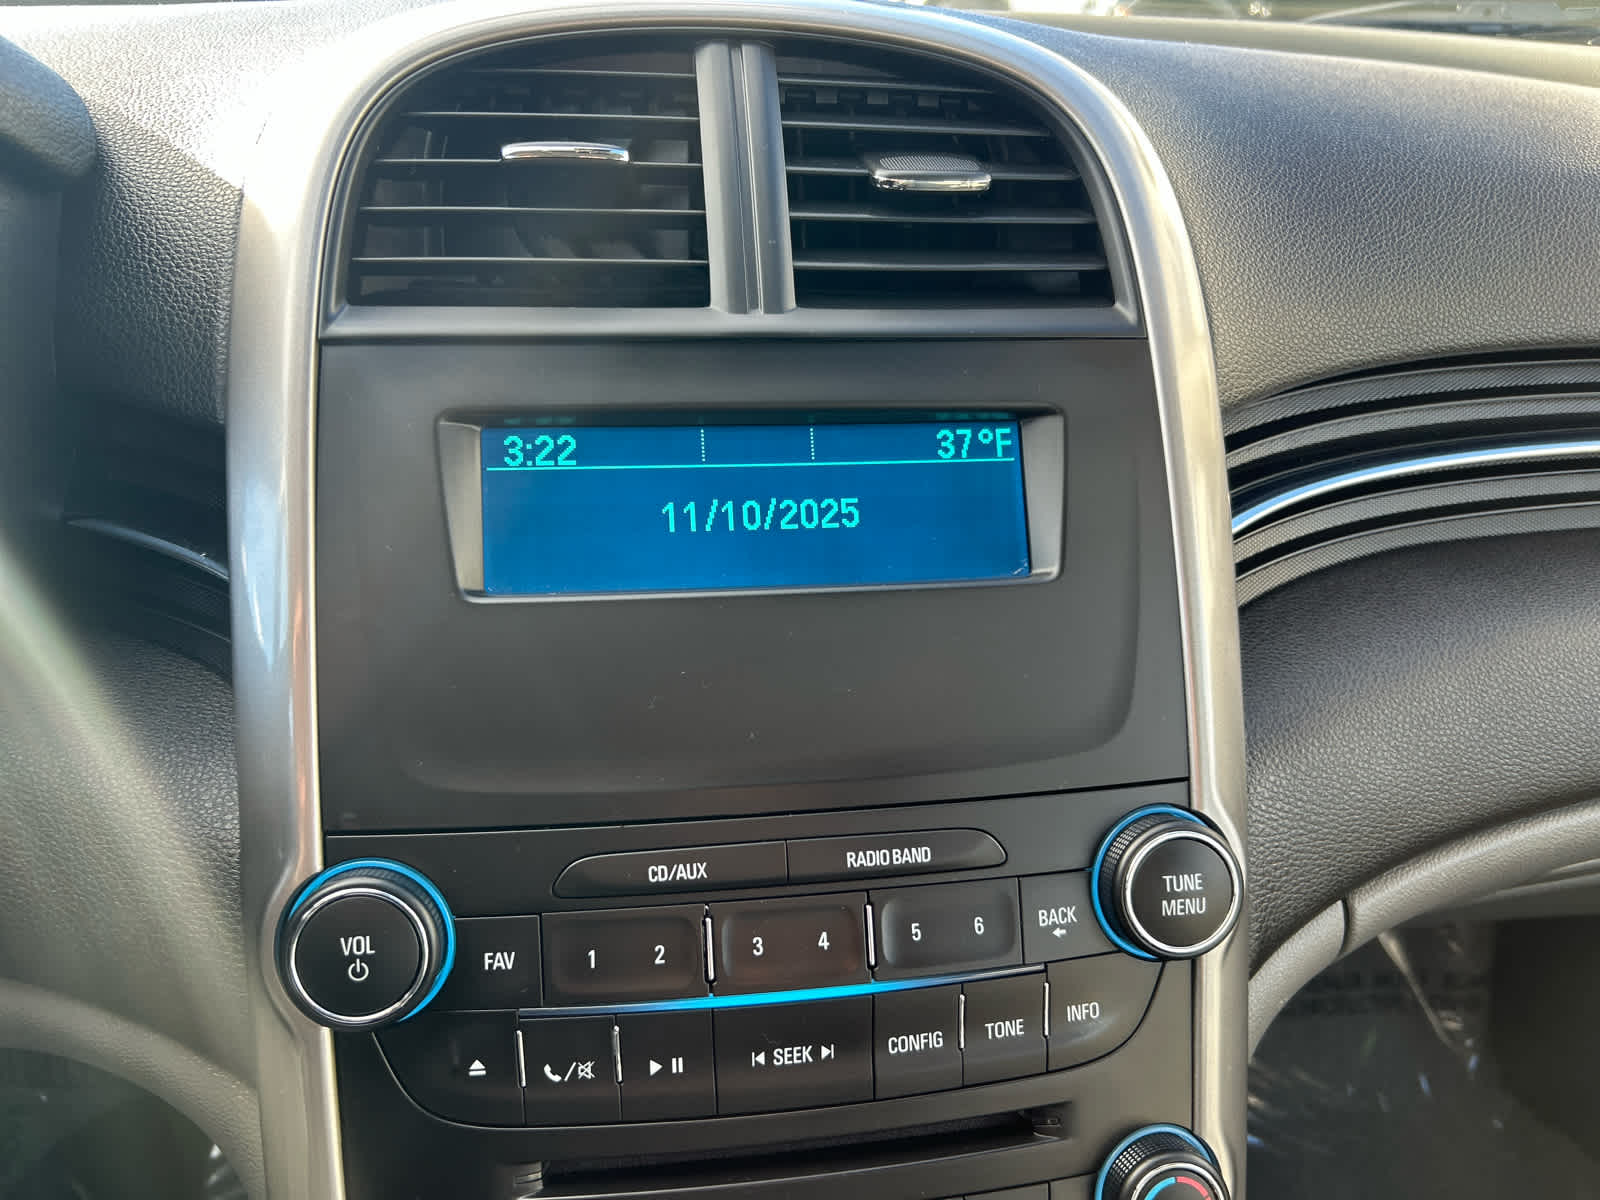 3:22 37°F
11/10/2025
CD/AUX RADIO BAND
TUNE
MENU
VOL
FAV 1 2 3 4 5 6 BACK
SEEK CONFIG TONE INFO